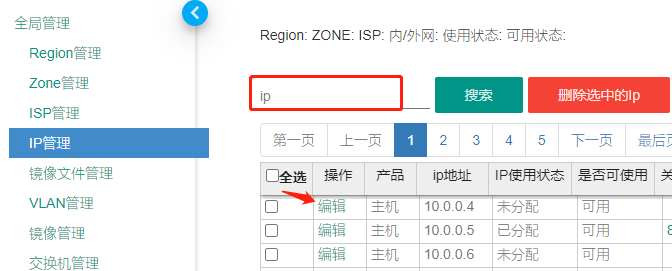 全局管理
Region管理
Zone管理
ISP管理
IP管理
镜像文件管理
VLAN管理
镜像管理
交换机管理
Region: ZONE: ISP: 内/外网: 使用状态: 可用状态:
ip 搜索 删除选中的Ip
第一页 上一页 1 2 3 4 5 下一页
全选 操作 产品 ip地址 IP使用状态 是否可使用
编辑 主机 10.0.0.4 未分配 可用
编辑 主机 10.0.0.5 已分配 可用
编辑 主机 10.0.0.6 未分配 可用